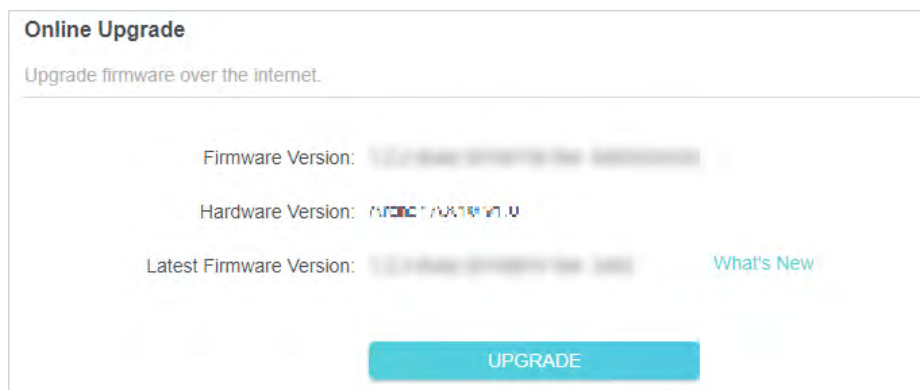 Online Upgrade
Upgrade firmware over the internet.
Firmware Version:
Hardware Version:
Latest Firmware Version: What's New
UPGRADE